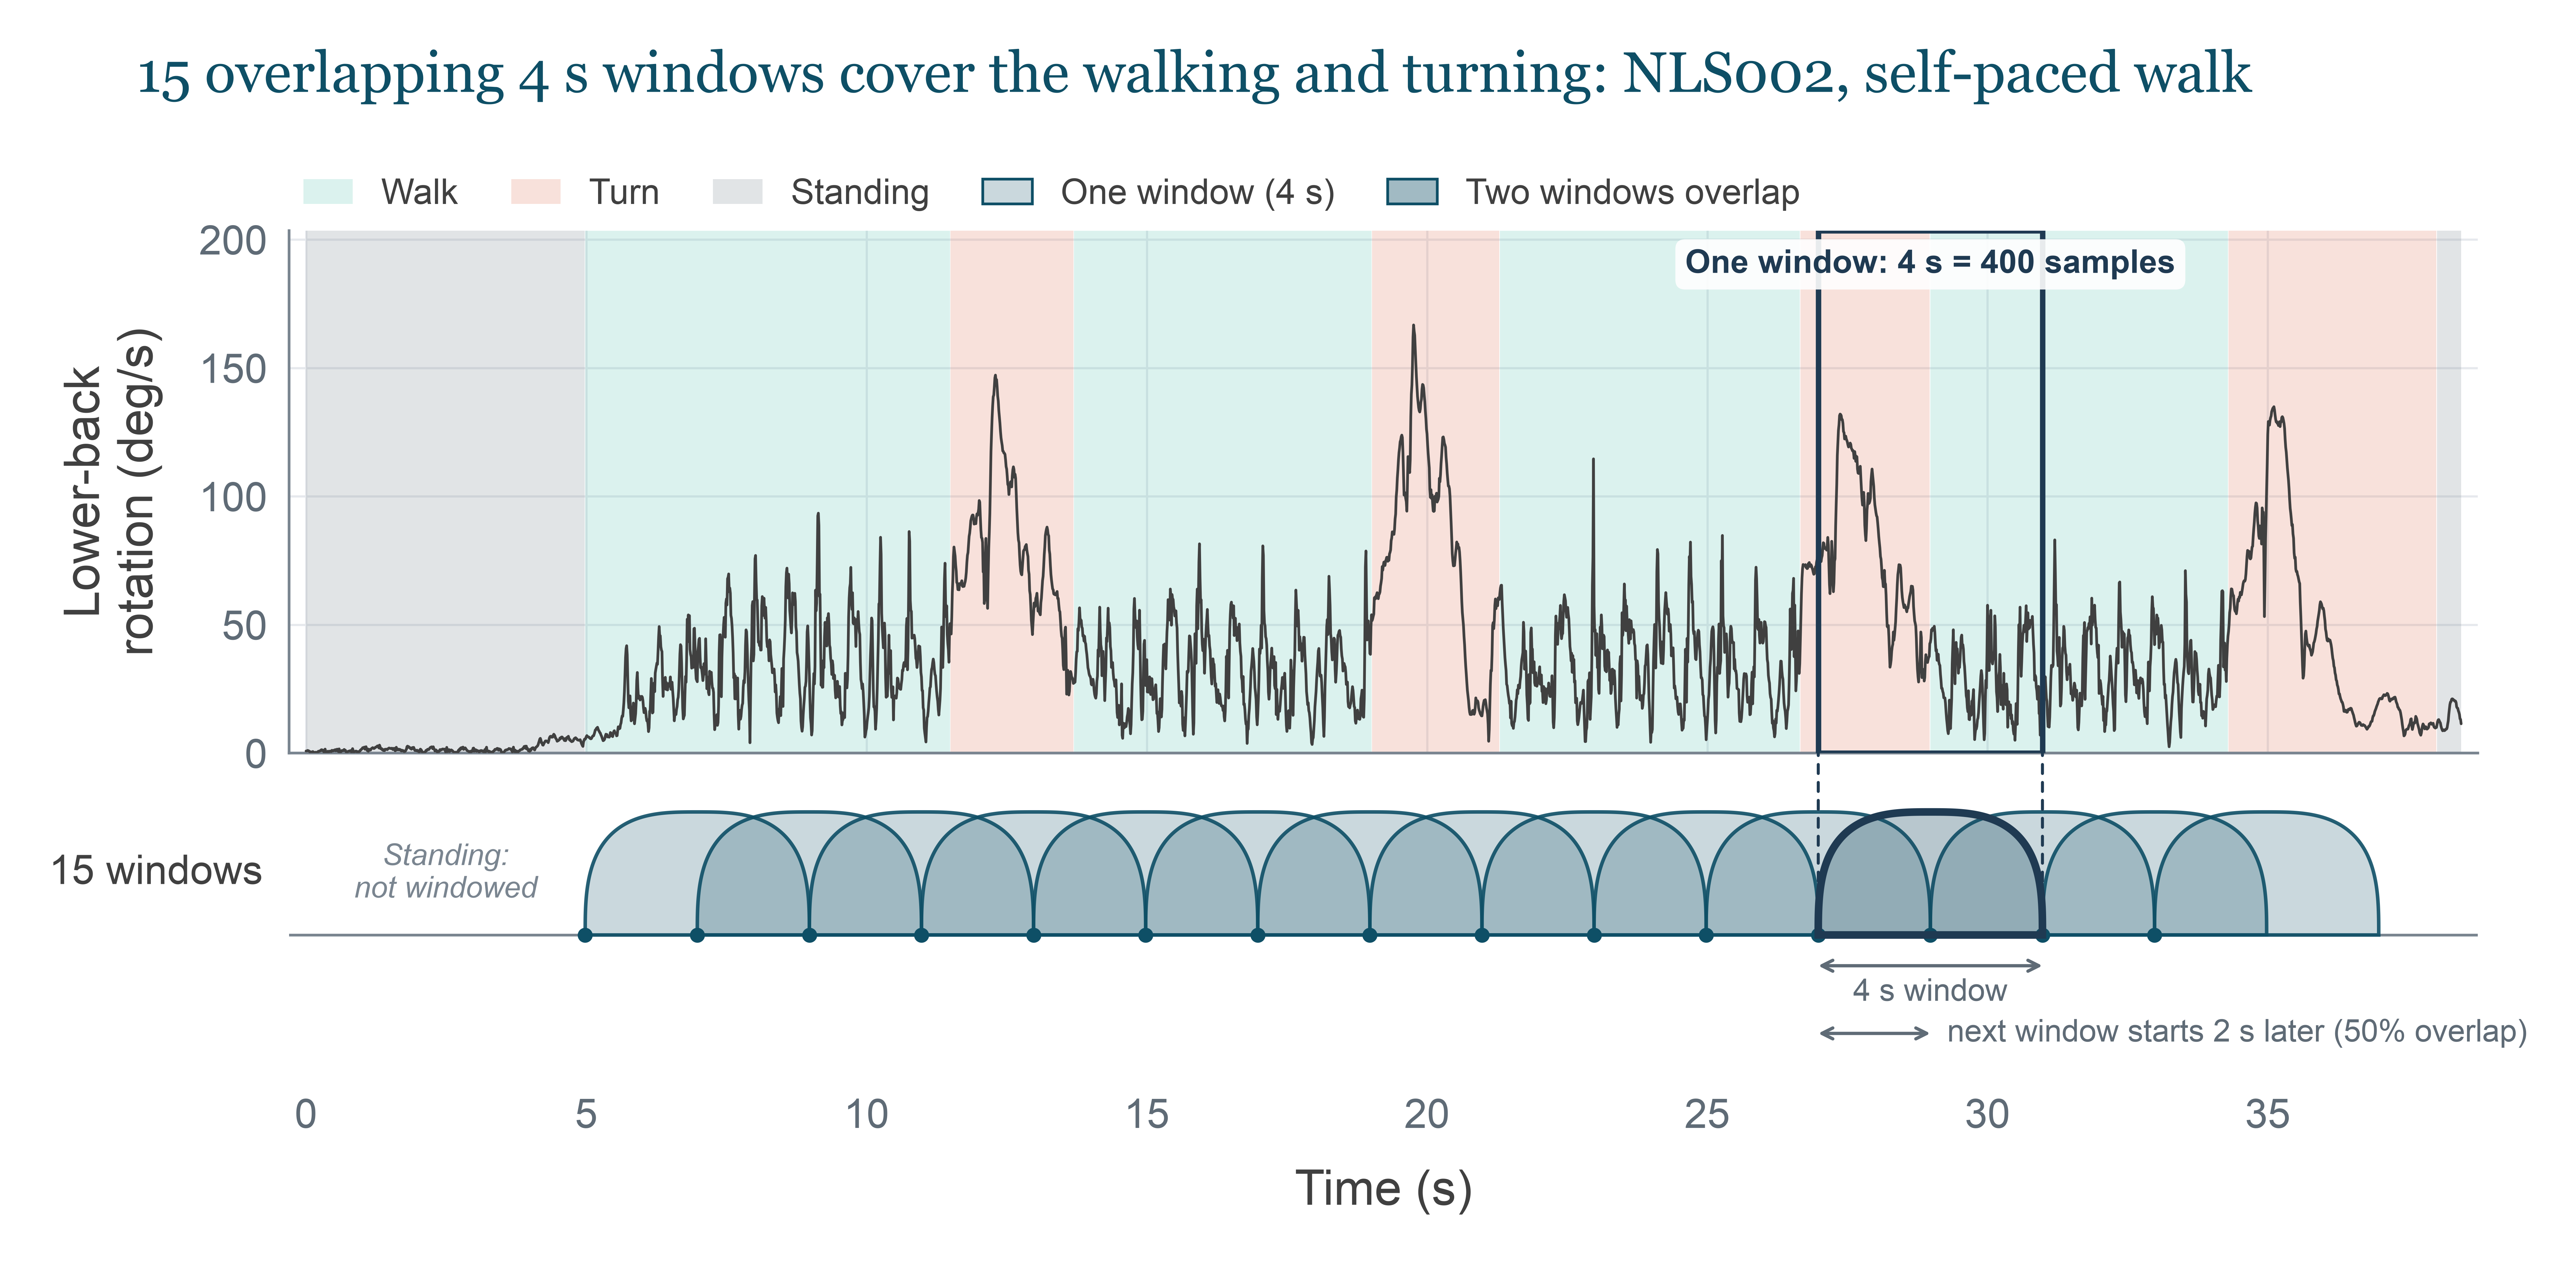 15 overlapping 4 s windows cover the walking and turning: NLS002, self-paced walk
Walk
Turn
Standing
One window (4 s)
Two windows overlap
Lower-back
rotation (deg/s)
200
150
100
50
0
One window: 4 s = 400 samples
15 windows
Standing:
not windowed
4 s window
next window starts 2 s later (50% overlap)
0
5
10
15
20
25
30
35
Time (s)